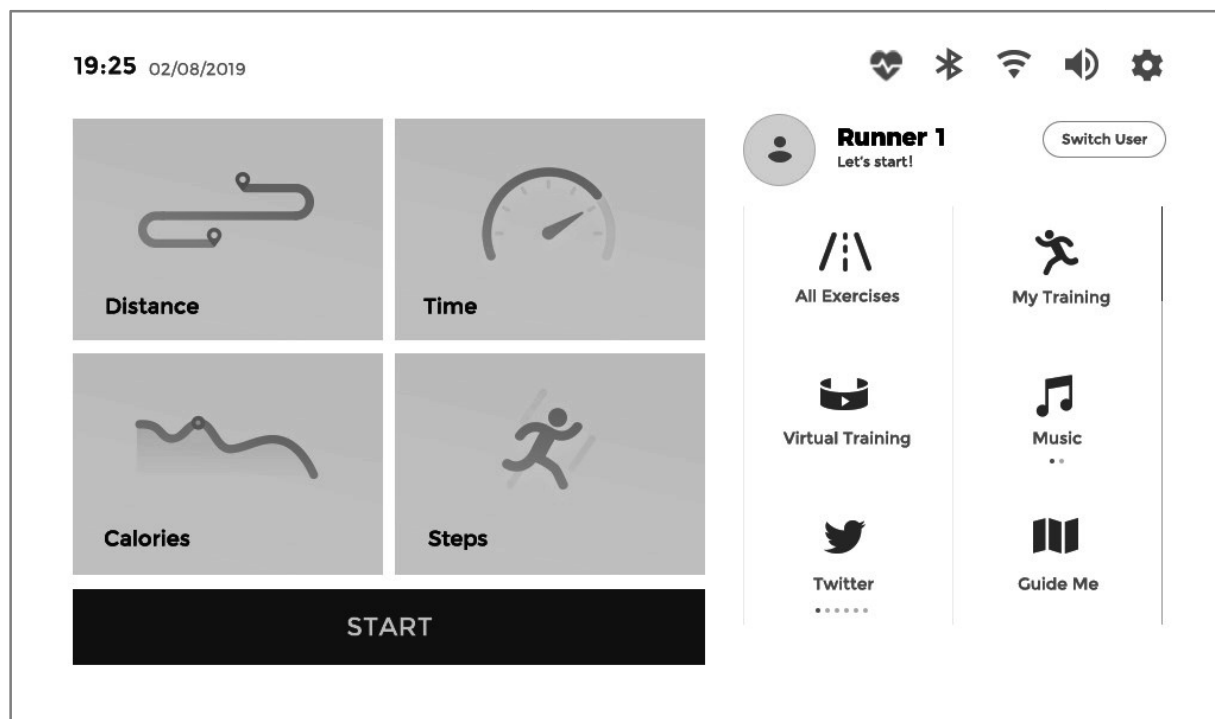 19:25 02/08/2019
Distance
Time
Calories
Steps
START
Runner 1
Let's start!
Switch User
All Exercises
My Training
Virtual Training
Music
Twitter
Guide Me